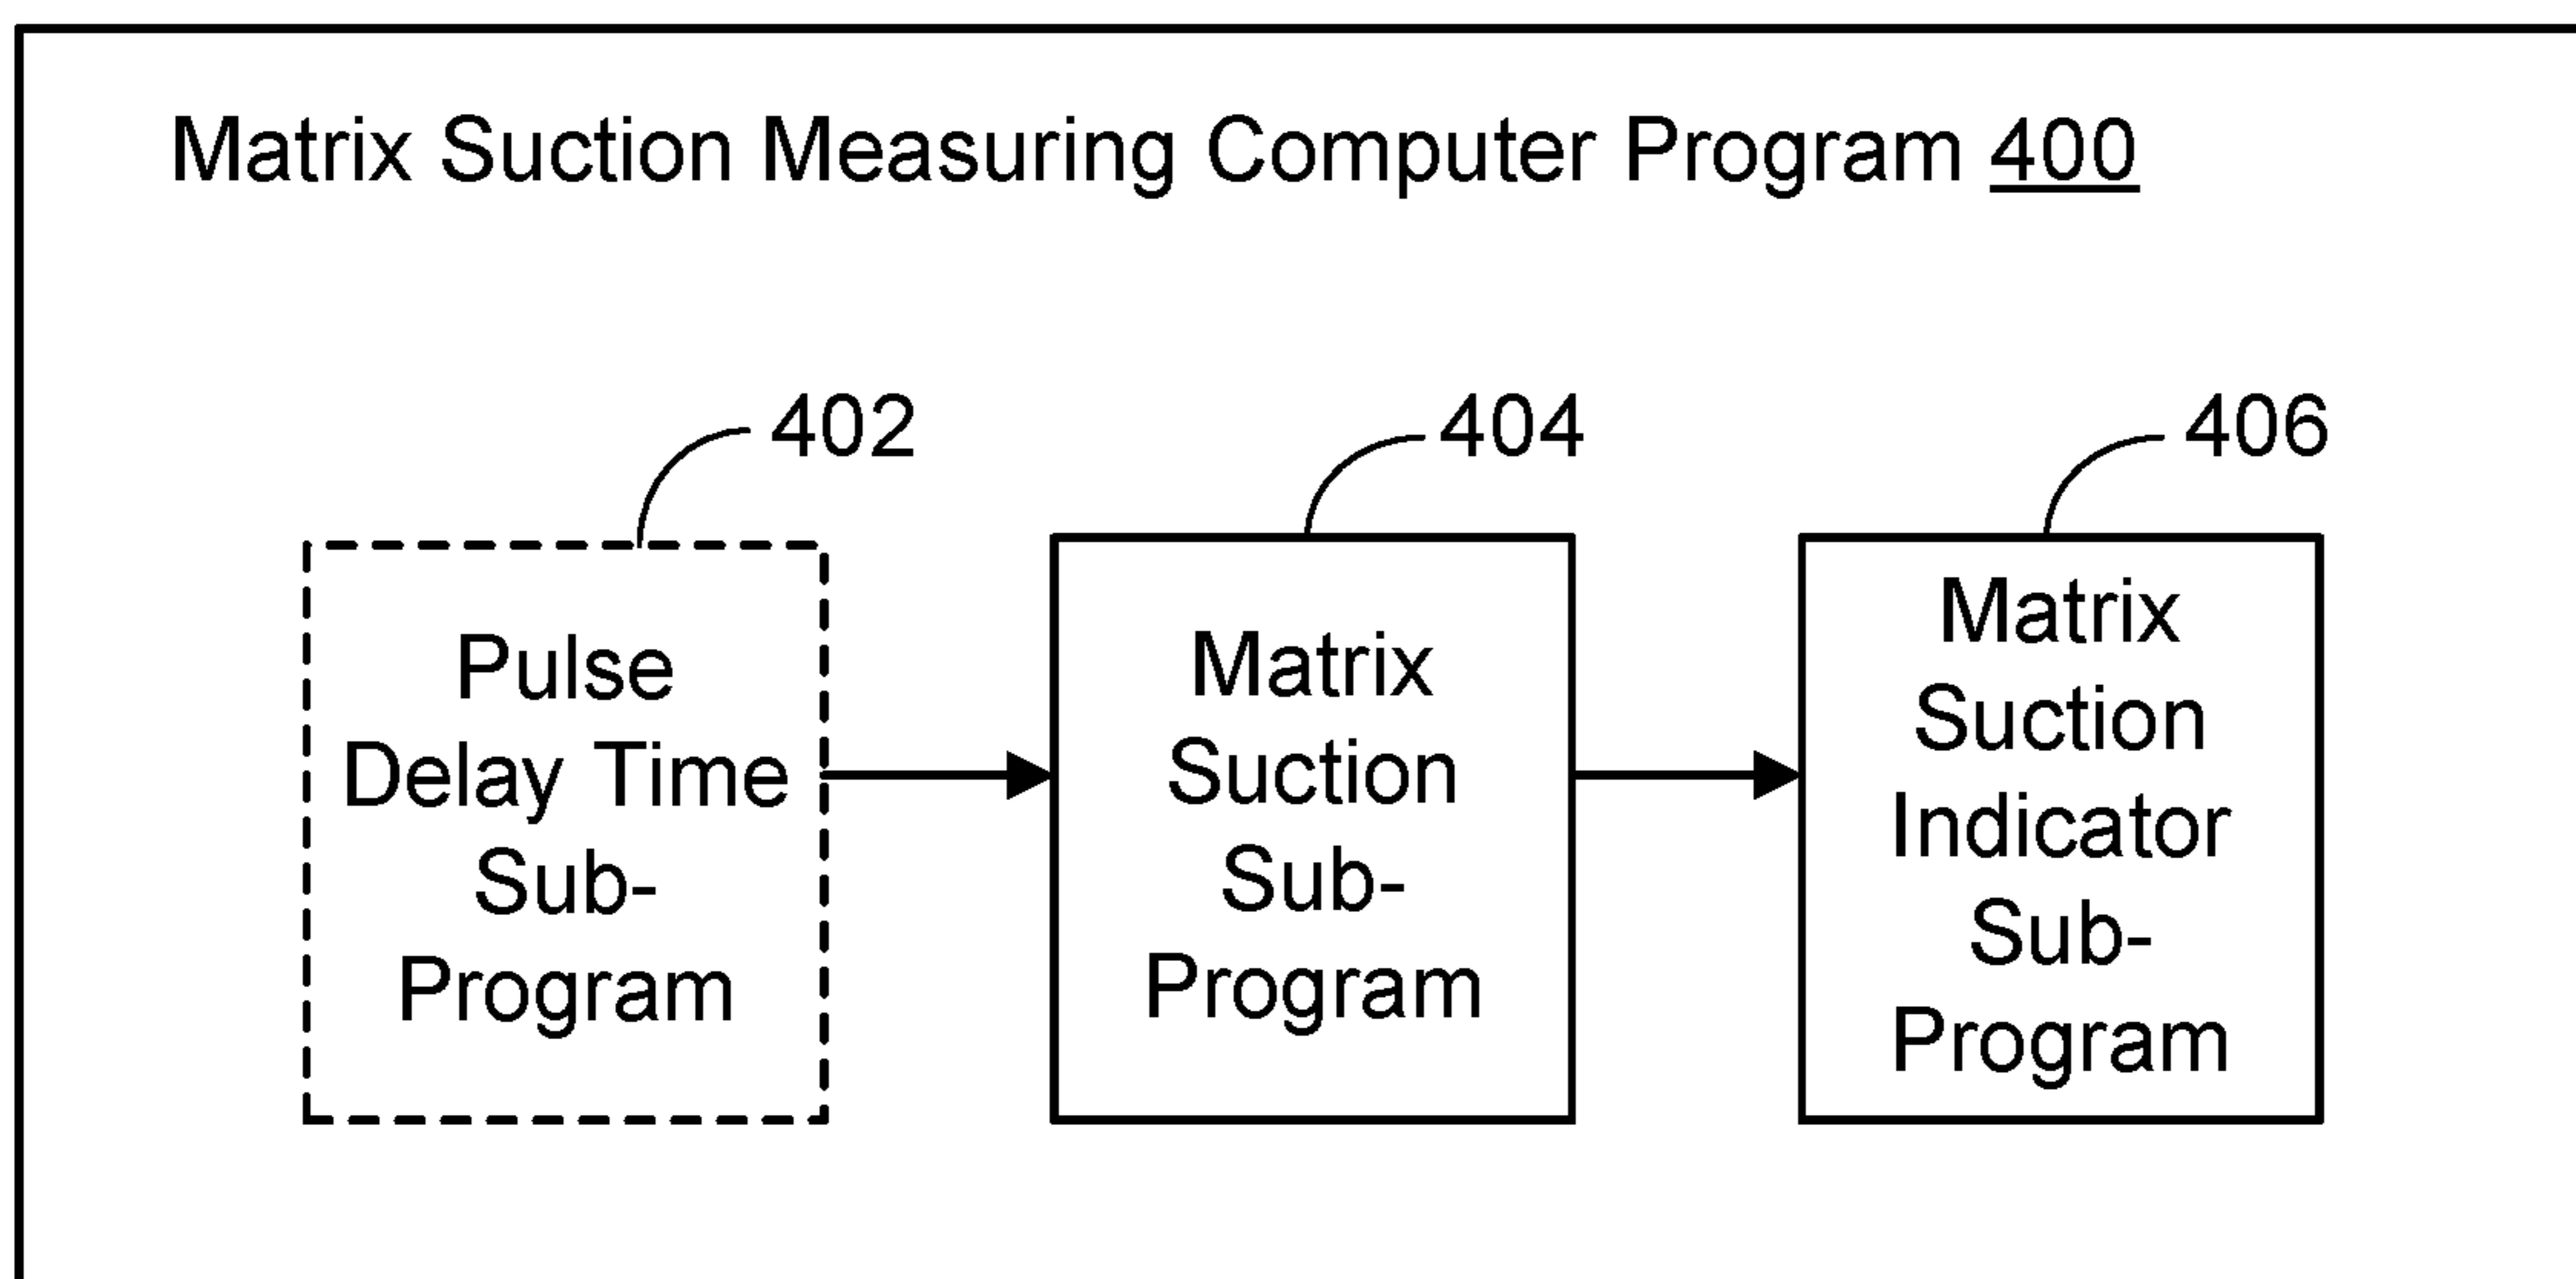 Matrix Suction Measuring Computer Program 400
402
404
406
Pulse
Delay Time
Sub-
Program
Matrix
Suction
Sub-
Program
Matrix
Suction
Indicator
Sub-
Program